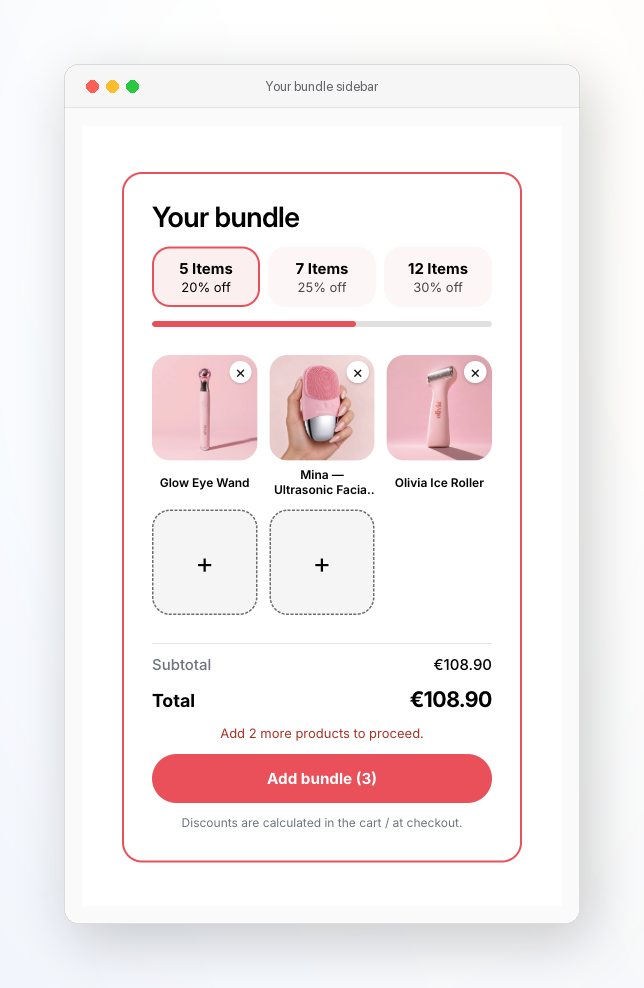 Your bundle sidebar
Your bundle
5 Items
20% off
7 Items
25% off
12 Items
30% off
×
×
olivia
×
Glow Eye Wand
Mina —
Ultrasonic Facia..
Olivia Ice Roller
+
+
Subtotal
€108.90
Total
€108.90
Add 2 more products to proceed.
Add bundle (3)
Discounts are calculated in the cart / at checkout.